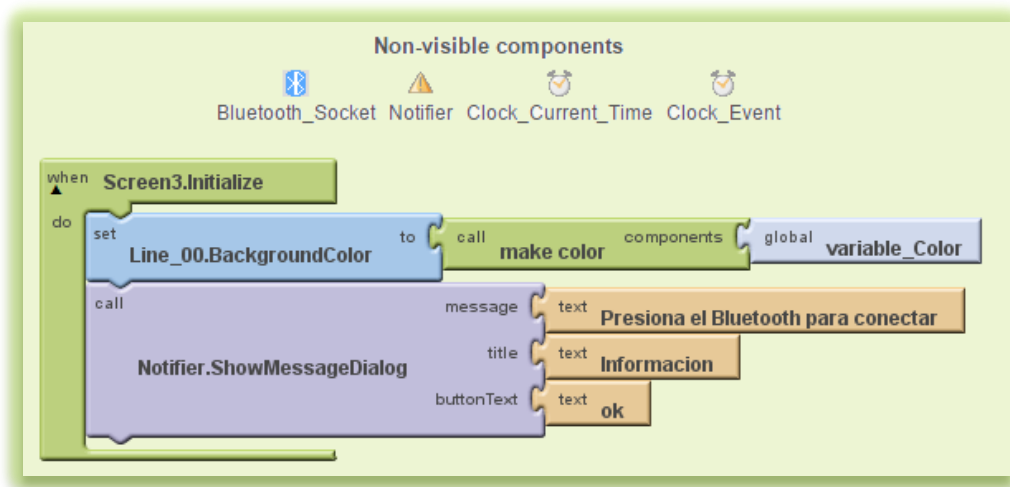 Non-visible components
Bluetooth_Socket Notifier Clock_Current_Time Clock_Event
when Screen3.Initialize
do
set Line_00.BackgroundColor to call make color components global variable_Color
call Notifier.ShowMessageDialog message text Presiona el Bluetooth para conectar
title text Informacion
buttonText text ok